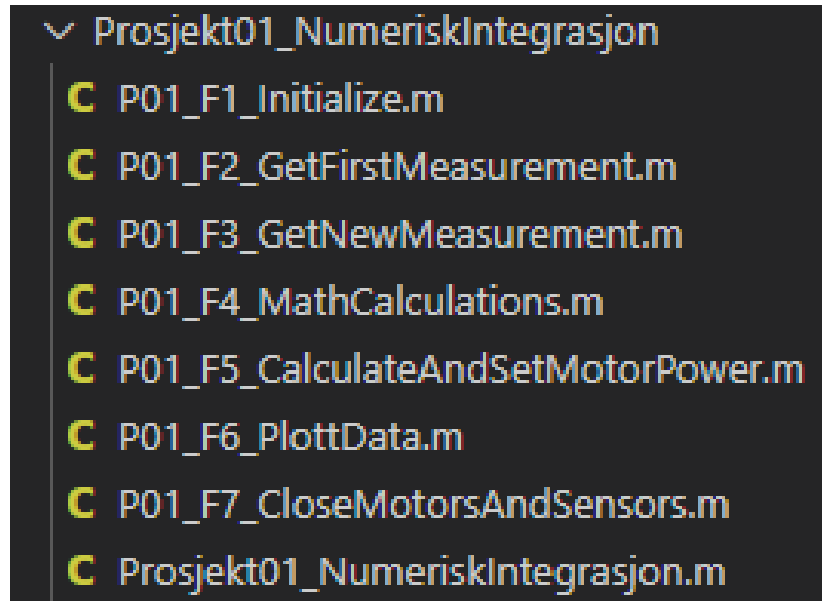 Prosjekt01_NumeriskIntegrasjon
C P01_F1_Initialize.m
C P01_F2_GetFirstMeasurement.m
C P01_F3_GetNewMeasurement.m
C P01_F4_MathCalculations.m
C P01_F5_CalculateAndSetMotorPower.m
C P01_F6_PlottData.m
C P01_F7_CloseMotorsAndSensors.m
C Prosjekt01_NumeriskIntegrasjon.m